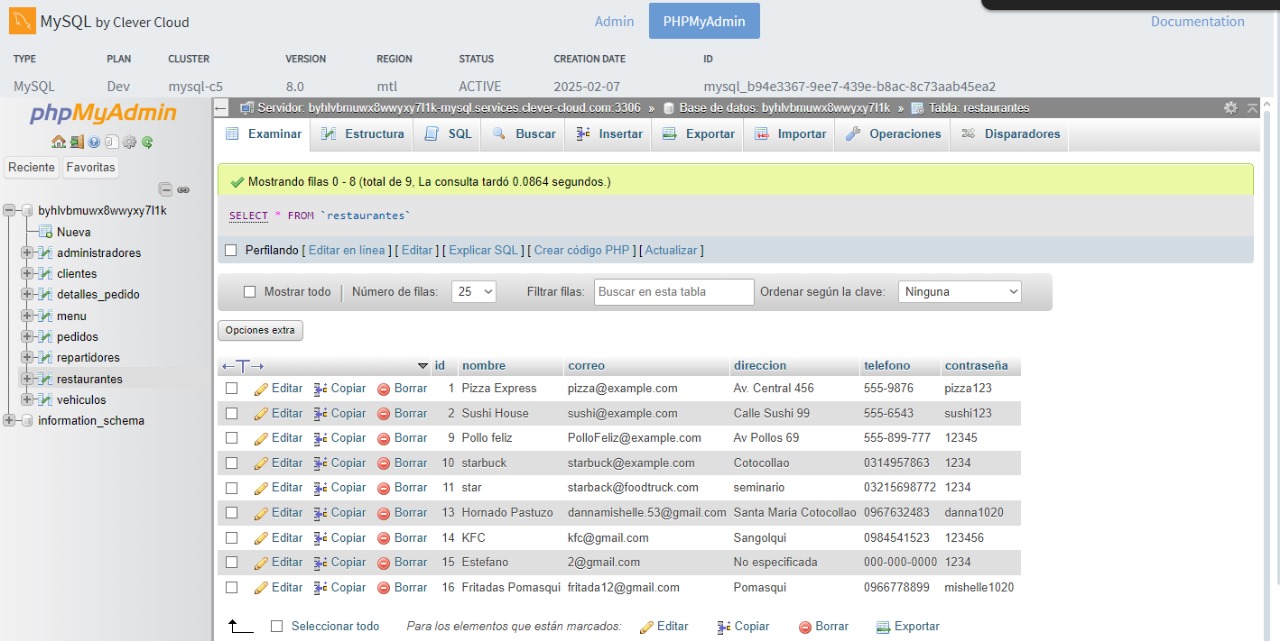 MySQL by Clever Cloud Admin PHPMyAdmin Documentation
TYPE PLAN CLUSTER VERSION REGION STATUS CREATION DATE ID
MySQL Dev mysql-c5 8.0 mtl ACTIVE 2025-02-07 mysql_b94e3367-9ee7-439e-b8ac-8c73aab45ea2
phpMyAdmin
Reciente Favoritas
byhlvbmuwx8wwyxy7l1k
Nueva
administradores
clientes
detalles_pedido
menu
pedidos
repartidores
restaurantes
vehiculos
information_schema
Servidor: byhlvbmuwx8wwyxy7l1k-mysql.services.clever-cloud.com:3306 » Base de datos: byhlvbmuwx8wwyxy7l1k » Tabla: restaurantes
Examinar Estructura SQL Buscar Insertar Exportar Importar Operaciones Disparadores
Mostrando filas 0 - 8 (total de 9, La consulta tardó 0.0864 segundos.)
SELECT * FROM `restaurantes`
Perfilando [ Editar en línea ] [ Editar ] [ Explicar SQL ] [ Crear código PHP ] [ Actualizar ]
Mostrar todo | Número de filas: 25 Filtrar filas: Buscar en esta tabla Ordenar según la clave: Ninguna
Opciones extra
←T→ id nombre correo direccion telefono contraseña
Editar Copiar Borrar 1 Pizza Express pizza@example.com Av. Central 456 555-9876 pizza123
Editar Copiar Borrar 2 Sushi House sushi@example.com Calle Sushi 99 555-6543 sushi123
Editar Copiar Borrar 9 Pollo feliz PolloFeliz@example.com Av Pollos 69 555-899-777 12345
Editar Copiar Borrar 10 starbuck starbuck@example.com Cotocollao 0314957863 1234
Editar Copiar Borrar 11 star starback@foodtruck.com seminario 03215698772 1234
Editar Copiar Borrar 13 Hornado Pastuzo dannamishelle.53@gmail.com Santa Maria Cotocollao 0967632483 danna1020
Editar Copiar Borrar 14 KFC kfc@gmail.com Sangolqui 0984541523 123456
Editar Copiar Borrar 15 Estefano 2@gmail.com No especificada 000-000-0000 1234
Editar Copiar Borrar 16 Fritadas Pomasqui fritada12@gmail.com Pomasqui 0966778899 mishelle1020
Seleccionar todo Para los elementos que están marcados: Editar Copiar Borrar Exportar